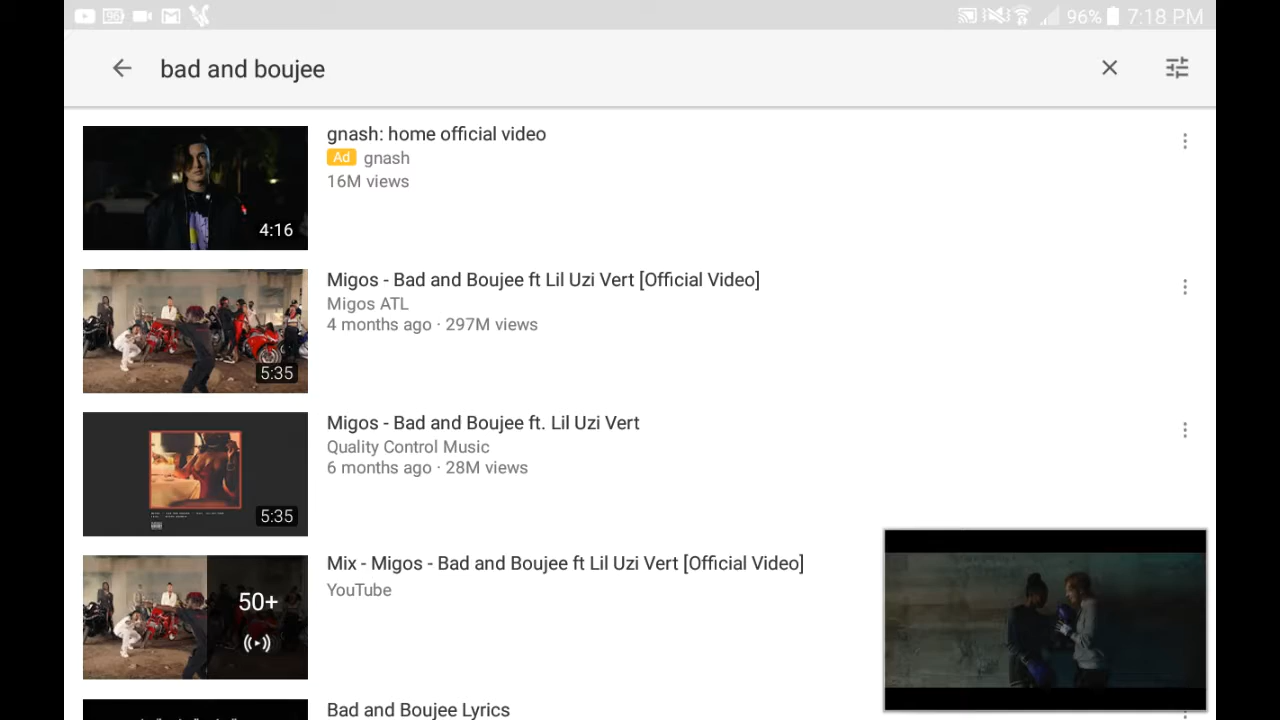 96 96% 7:18 PM
bad and boujee
gnash: home official video
Ad gnash
16M views
4:16
Migos - Bad and Boujee ft Lil Uzi Vert [Official Video]
Migos ATL
4 months ago · 297M views
5:35
Migos - Bad and Boujee ft. Lil Uzi Vert
Quality Control Music
6 months ago · 28M views
5:35
Mix - Migos - Bad and Boujee ft Lil Uzi Vert [Official Video]
YouTube
50+
Bad and Boujee Lyrics